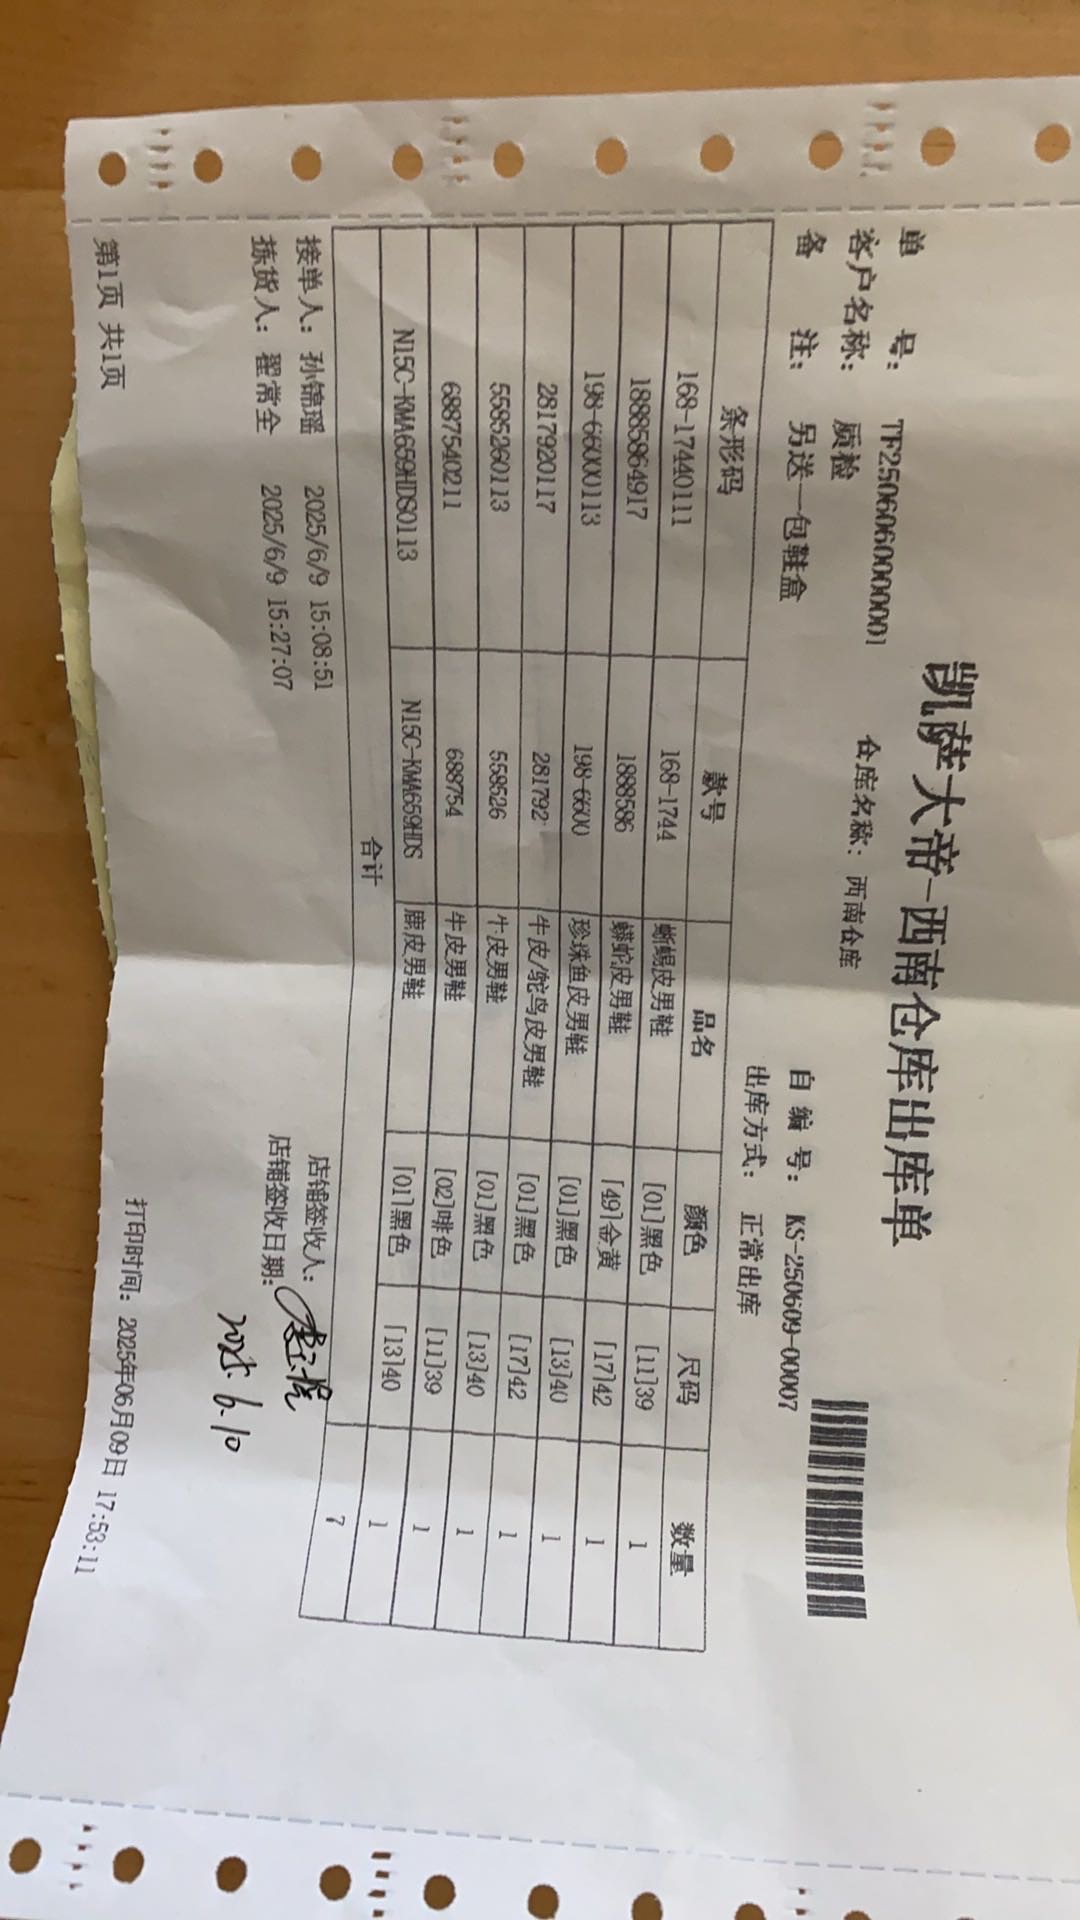 凯萨大帝-西南仓库出库单
单 号： TF250606000001 自 编 号： KS-250609-00007
客户名称： 质检 仓库名称：西南仓库 出库方式： 正常出库
备 注： 另送一包鞋盒
条形码 款号 品名 颜色 尺码 数量
168-17440111 168-1744 蜥蜴皮男鞋 [01]黑色 [11]39 1
18885864917 1888586 蟒蛇皮男鞋 [49]金黄 [17]42 1
198-66000113 198-6600 珍珠鱼皮男鞋 [01]黑色 [13]40 1
2817920117 281792 牛皮/鸵鸟皮男鞋 [01]黑色 [17]42 1
5585260113 558526 牛皮男鞋 [01]黑色 [13]40 1
6887540211 688754 牛皮男鞋 [02]啡色 [11]39 1
N15C-KMA659HDS0113 N15C-KMA659HDS 鹿皮男鞋 [01]黑色 [13]40 1
合计 7
接单人： 孙锦瑶 2025/6/9 15:08:51 店铺签收人：
拣货人： 翟常全 2025/6/9 15:27:07 店铺签收日期：
2025.6.10
第1页 共1页 打印时间：2025年06月09日 17:53:11